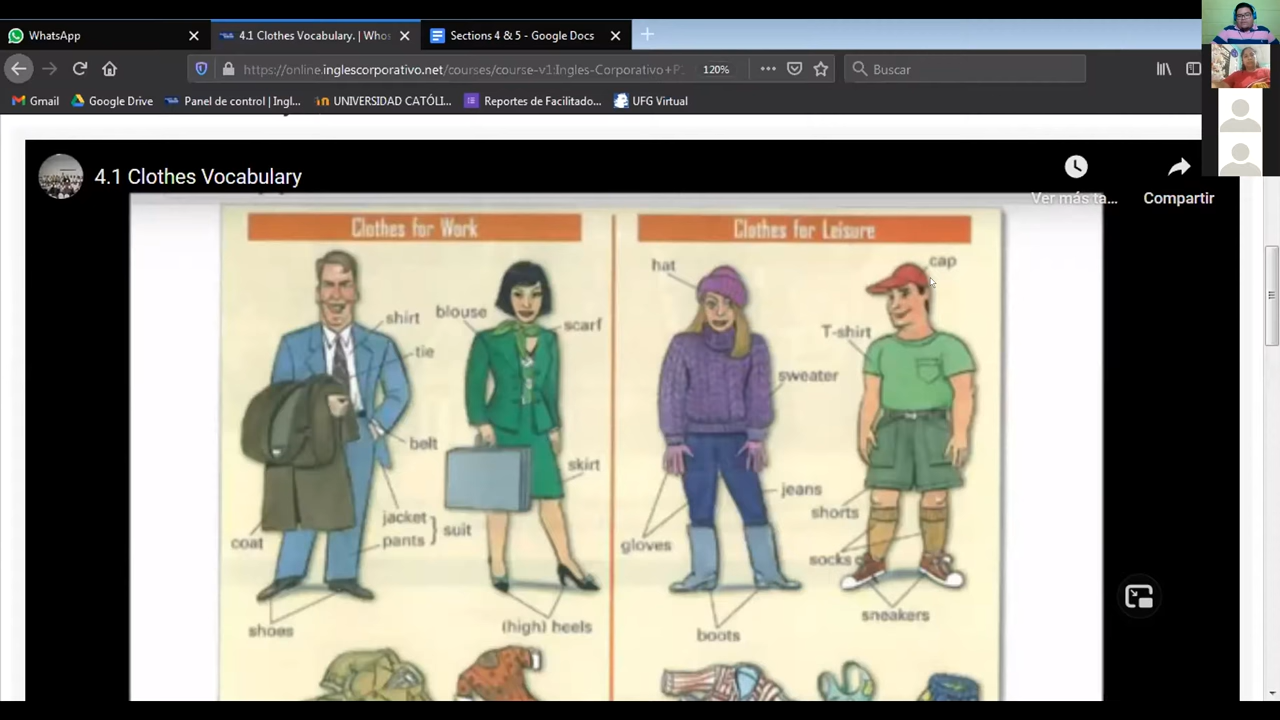 WhatsApp
4.1 Clothes Vocabulary. | Whos
Sections 4 & 5 - Google Docs
https://online.inglescorporativo.net/courses/course-v1:Ingles-Corporativo+P
120%
Buscar
Gmail
Google Drive
Panel de control | Ingl...
UNIVERSIDAD CATÓLI...
Reportes de Facilitado...
UFG Virtual
4.1 Clothes Vocabulary
Ver más ta...
Compartir
Clothes for Work
Clothes for Leisure
shirt
tie
blouse
scarf
belt
skirt
jacket
pants
suit
coat
shoes
(high) heels
hat
cap
T-shirt
sweater
jeans
shorts
gloves
socks
sneakers
boots